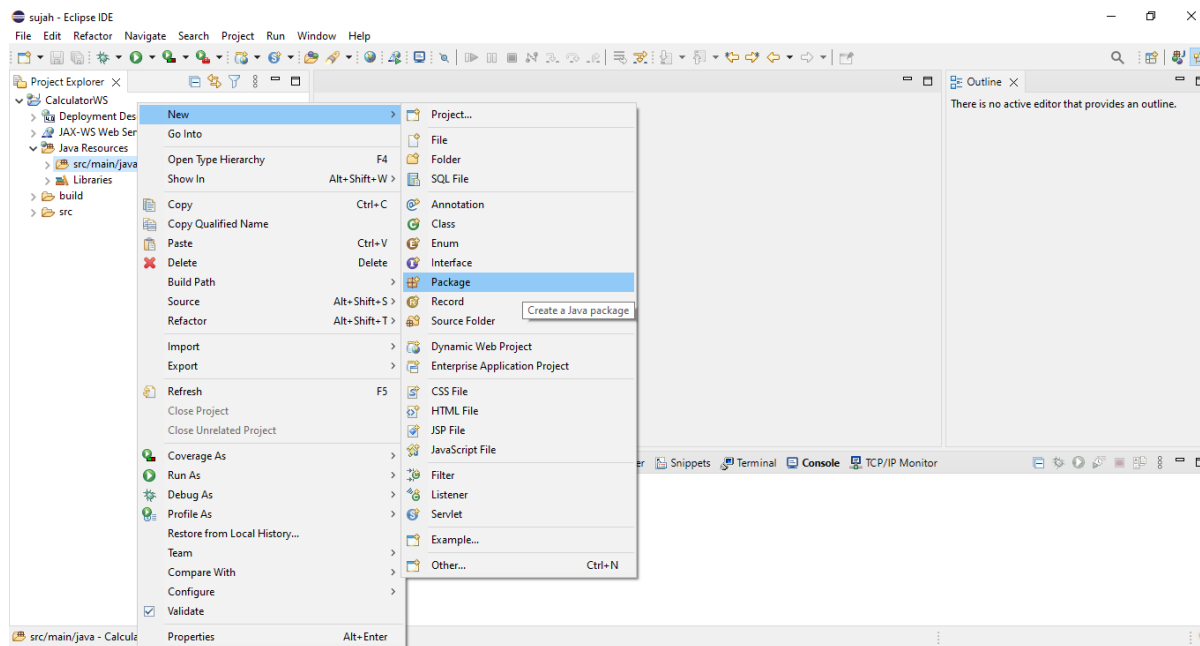 sujah - Eclipse IDE
File Edit Refactor Navigate Search Project Run Window Help
Project Explorer
CalculatorWS
Deployment Des
JAX-WS Web Ser
Java Resources
src/main/java
Libraries
build
src
New
Go Into
Open Type Hierarchy F4
Show In Alt+Shift+W
Copy Ctrl+C
Copy Qualified Name
Paste Ctrl+V
Delete Delete
Build Path
Source Alt+Shift+S
Refactor Alt+Shift+T
Import
Export
Refresh F5
Close Project
Close Unrelated Project
Coverage As
Run As
Debug As
Profile As
Restore from Local History...
Team
Compare With
Configure
Validate
Properties Alt+Enter
Project...
File
Folder
SQL File
Annotation
Class
Enum
Interface
Package
Record
Create a Java package
Source Folder
Dynamic Web Project
Enterprise Application Project
CSS File
HTML File
JSP File
JavaScript File
Filter
Listener
Servlet
Example...
Other... Ctrl+N
Outline
There is no active editor that provides an outline.
er Snippets Terminal Console TCP/IP Monitor
src/main/java - Calcula